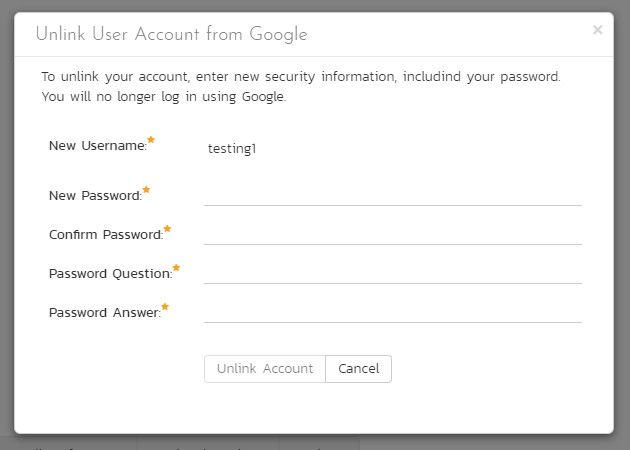 Unlink User Account from Google
×
To unlink your account, enter new security information, includind your password.
You will no longer log in using Google.
New Username:
testing1
New Password:
Confirm Password:
Password Question:
Password Answer:
Unlink Account Cancel